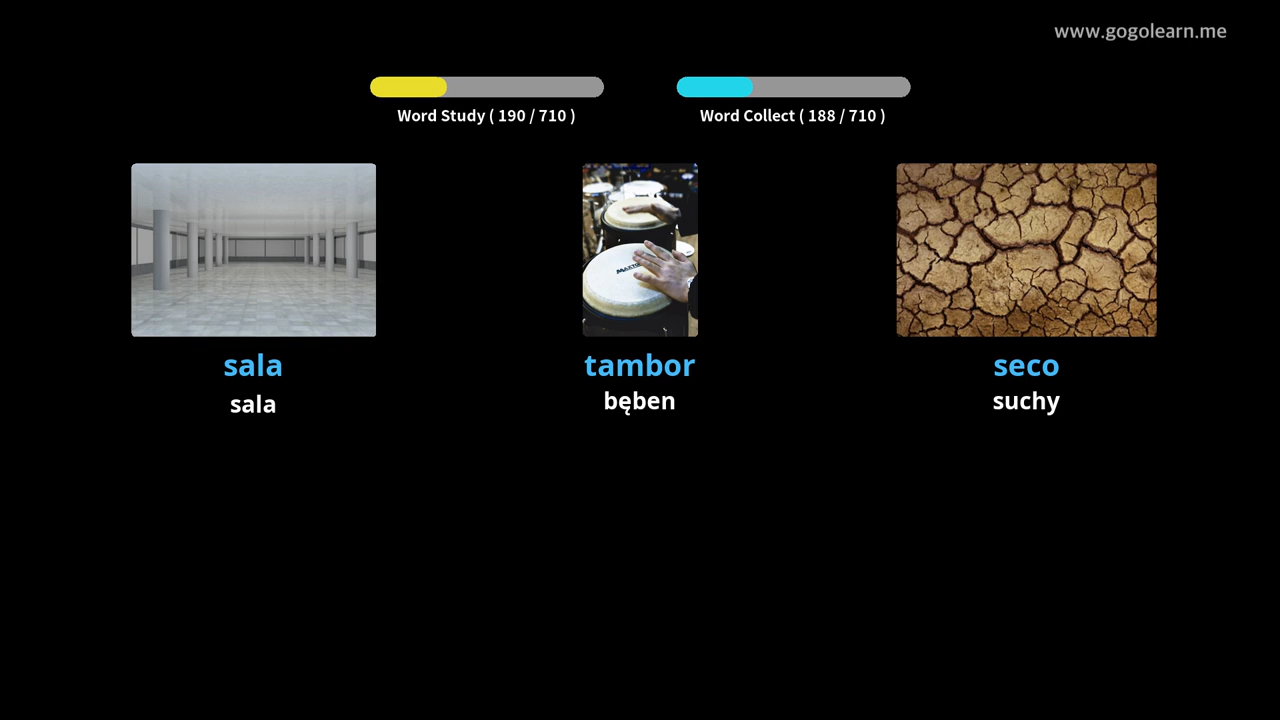 www.gogolearn.me
Word Study ( 190 / 710 )
Word Collect ( 188 / 710 )
sala
tambor
seco
sala
bęben
suchy